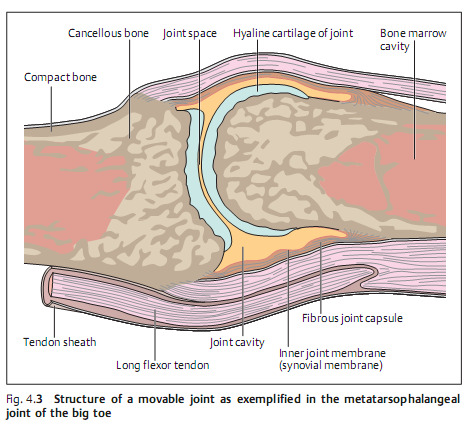 Cancellous bone
Joint space
Hyaline cartilage of joint
Bone marrow
cavity
Compact bone
Tendon sheath
Long flexor tendon
Joint cavity
Inner joint membrane
(synovial membrane)
Fibrous joint capsule
Fig. 4.3 Structure of a movable joint as exemplified in the metatarsophalangeal
joint of the big toe